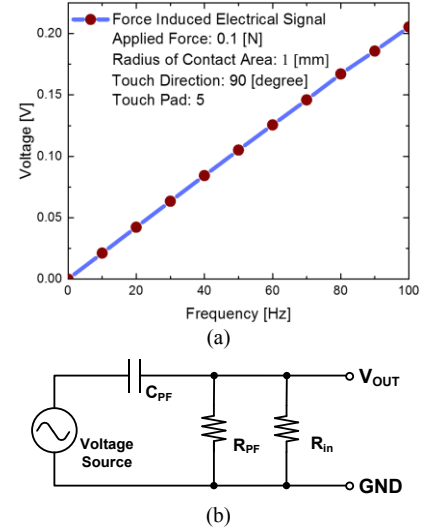 0.20
0.15
0.10
0.05
0.00
Voltage [V]
Force Induced Electrical Signal
Applied Force: 0.1 [N]
Radius of Contact Area: 1 [mm]
Touch Direction: 90 [degree]
Touch Pad: 5
0 20 40 60 80 100
Frequency [Hz]
(a)
CPF
VOUT
Voltage
Source
RPF
Rin
GND
(b)